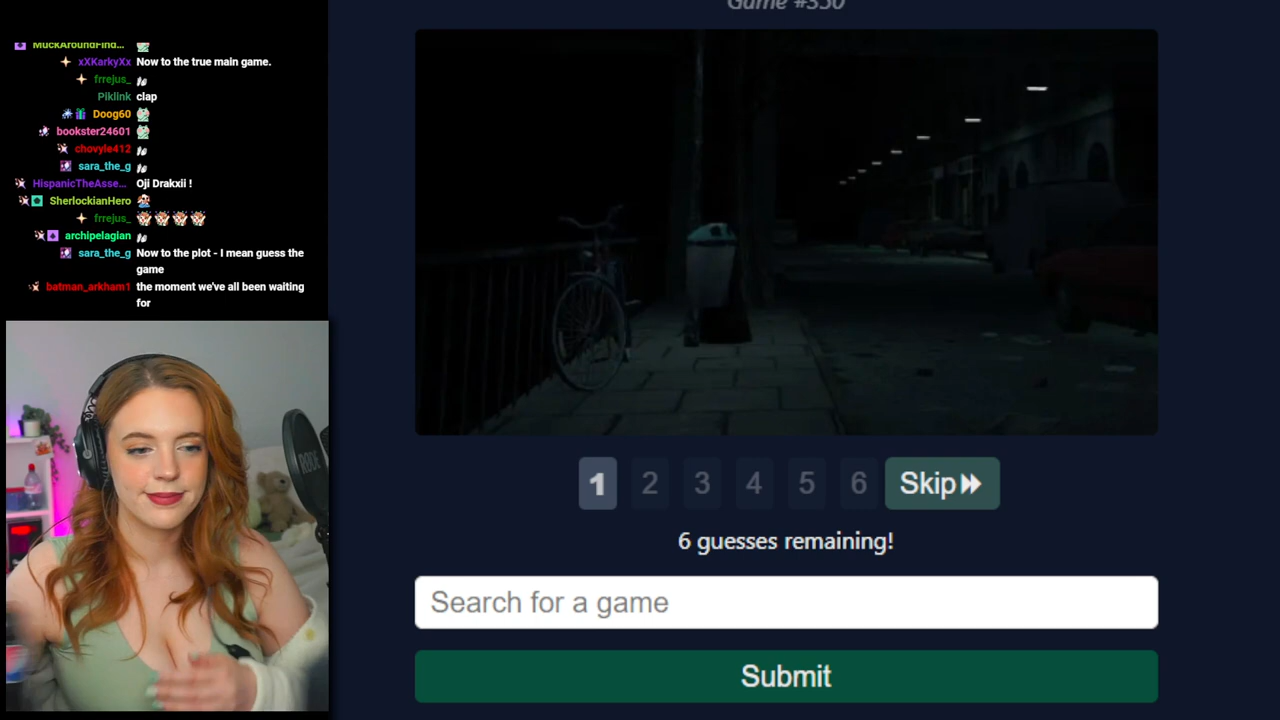 Game #350
MuckAroundFind...
xXKarkyXx Now to the true main game.
frrejus_
Piklink clap
Doog60
bookster24601
chovyle412
sara_the_g
HispanicTheAsse... Oji Drakxii !
SherlockianHero
frrejus_
archipelagian
sara_the_g Now to the plot - I mean guess the
game
batman_arkham1 the moment we've all been waiting
for
RODE
1 2 3 4 5 6 Skip
6 guesses remaining!
Search for a game
Submit